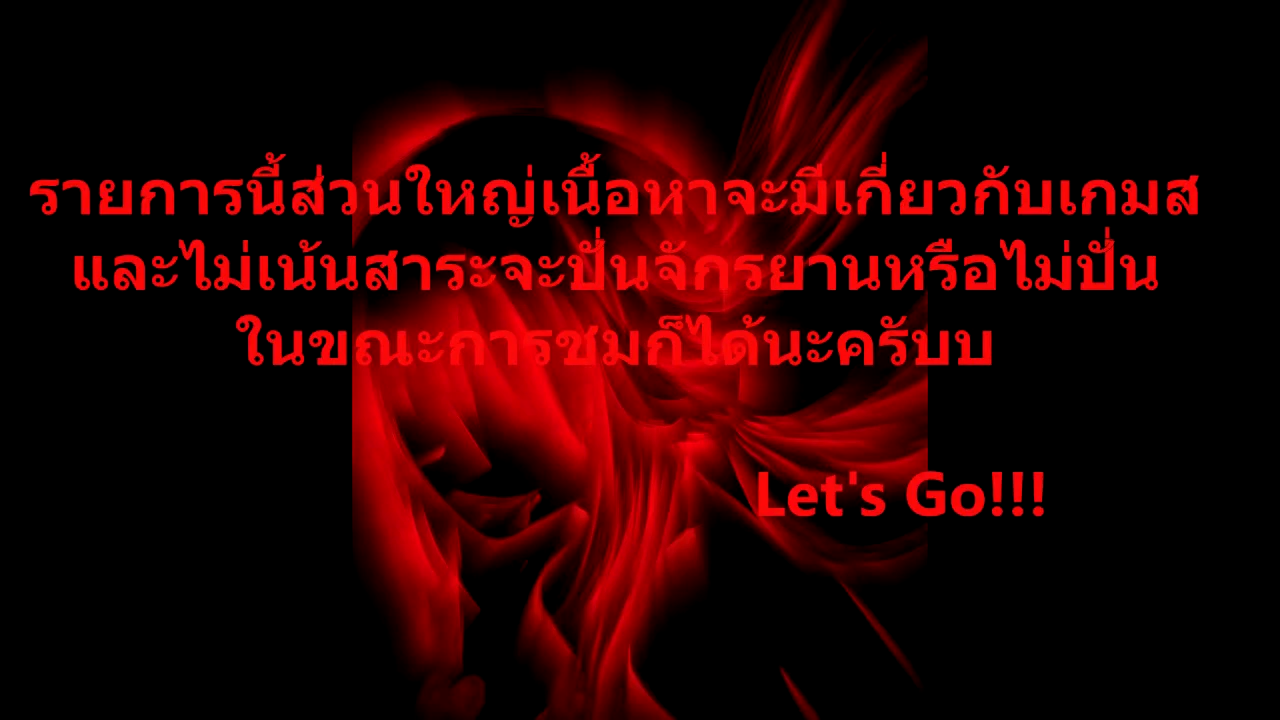 รายการนี้ส่วนใหญ่เนื้อหาจะมีเกี่ยวกับเกมส
และไม่เน้นสาระจะปั่นจักรยานหรือไม่ปั่น
ในขณะการชมก็ได้นะครับบ
Let's Go!!!